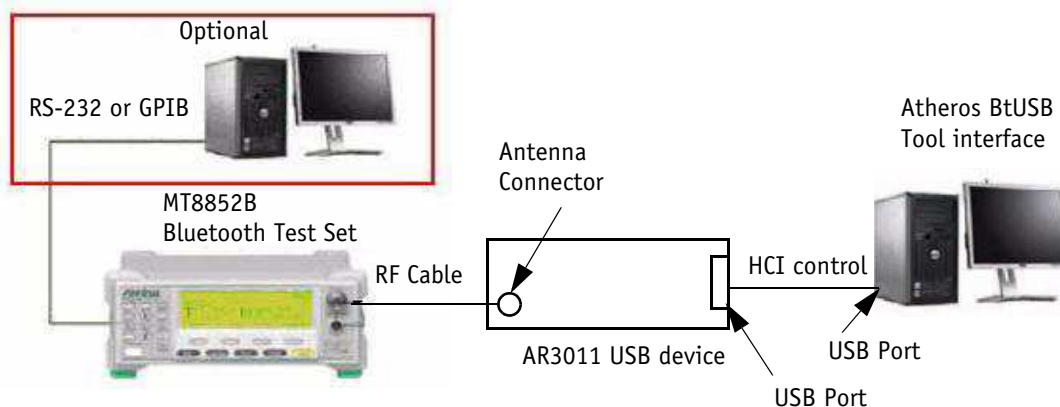 Optional
RS-232 or GPIB
MT8852B
Bluetooth Test Set
RF Cable
Antenna
Connector
AR3011 USB device
HCI control
USB Port
USB Port
Atheros BtUSB
Tool interface